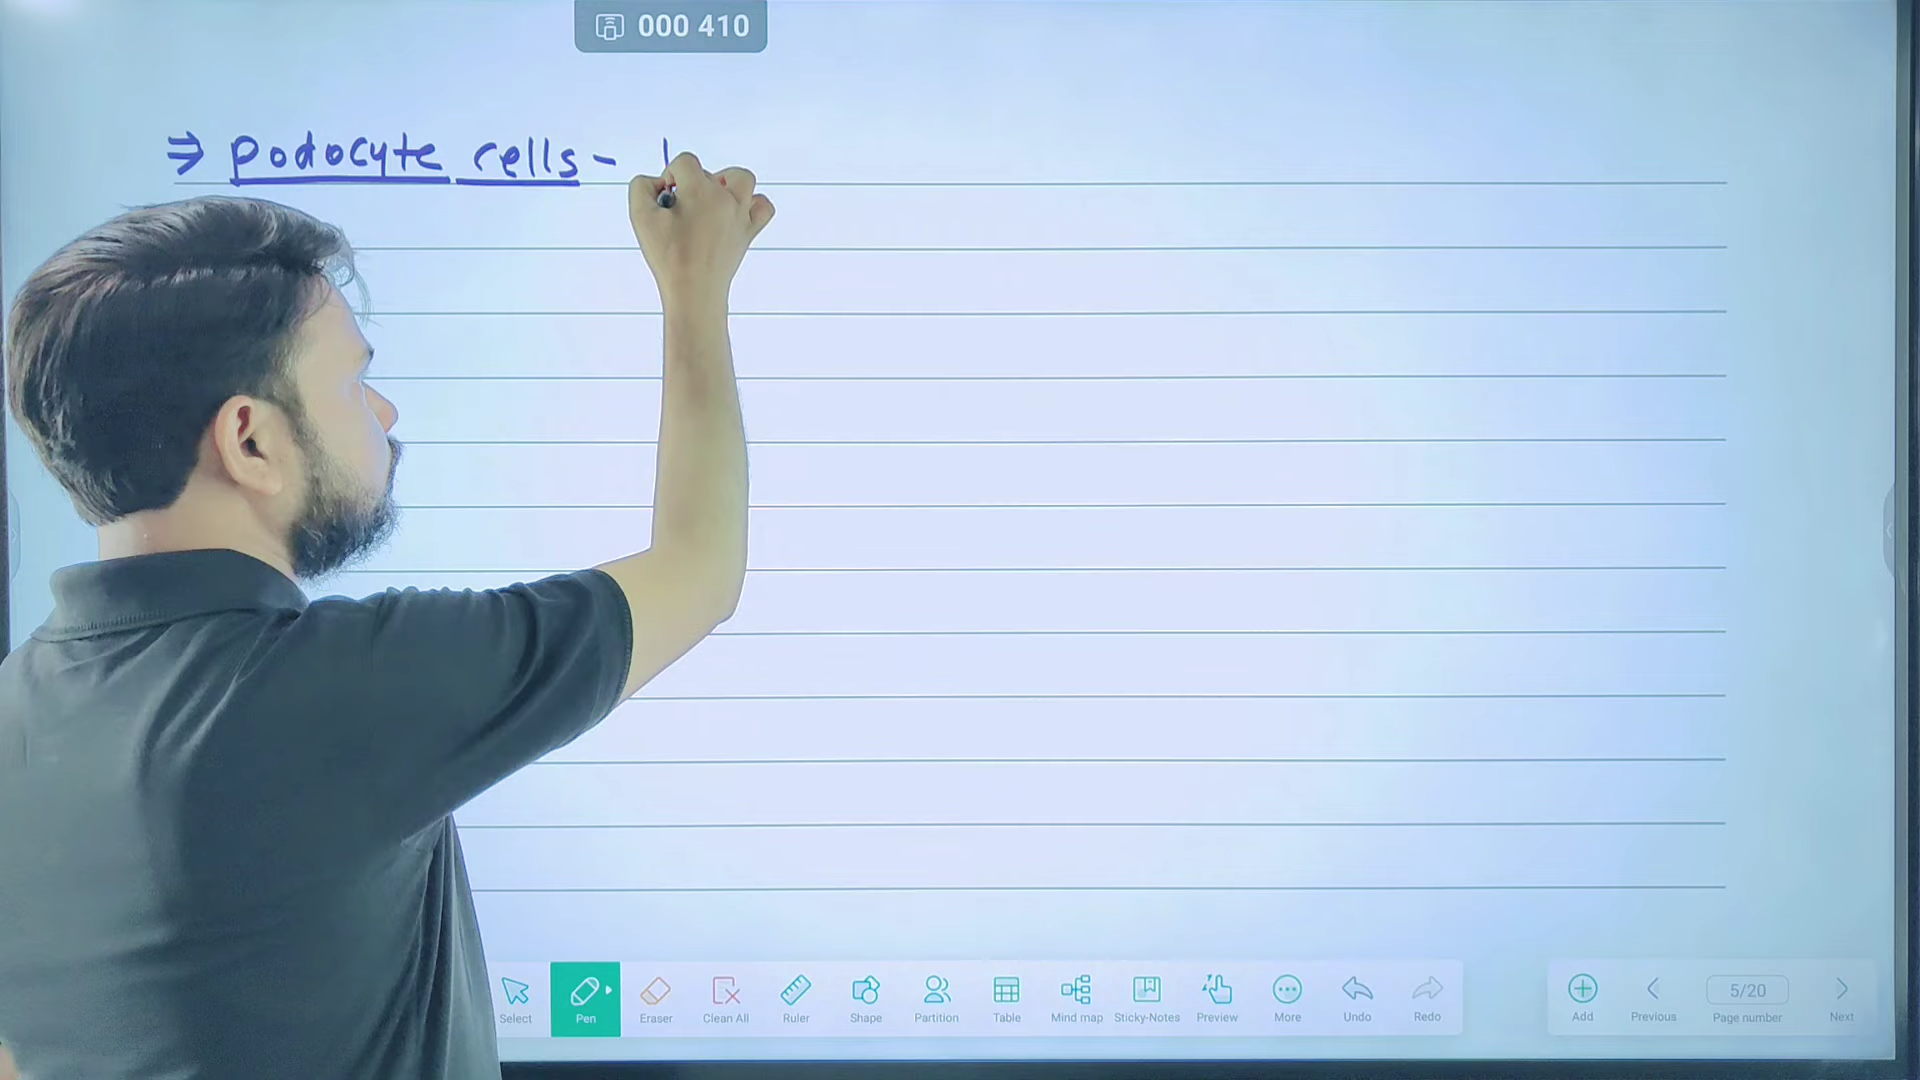 000 410
⇒ podocyte cells -
Select Pen Eraser Clean All Ruler Shape Partition Table Mind map Sticky-Notes Preview More Undo Redo Add Previous 5/20 Page number Next